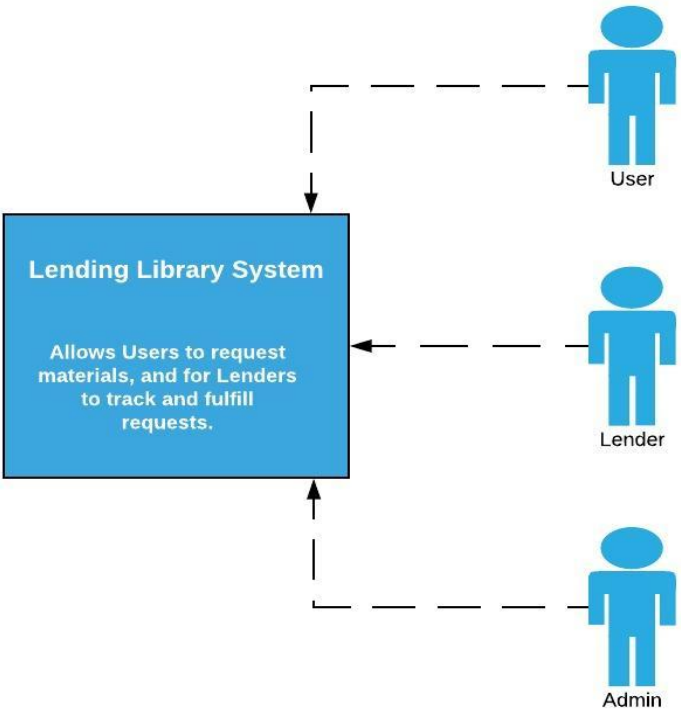 User
Lending Library System
Allows Users to request
materials, and for Lenders
to track and fulfill
requests.
Lender
Admin